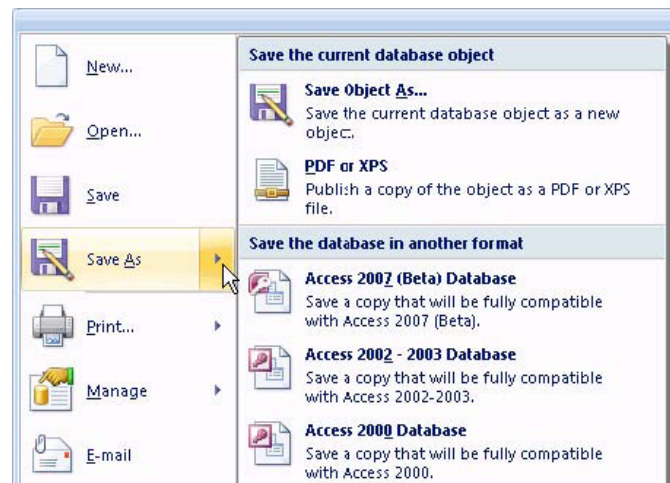 New...
Open...
Save
Save As
Print...
Manage
E-mail
Save the current database object
Save Object As...
Save the current database object as a new
object.
PDF or XPS
Publish a copy of the object as a PDF or XPS
file.
Save the database in another format
Access 2007 (Beta) Database
Save a copy that will be fully compatible
with Access 2007 (Beta).
Access 2002 - 2003 Database
Save a copy that will be fully compatible
with Access 2002-2003.
Access 2000 Database
Save a copy that will be fully compatible
with Access 2000.